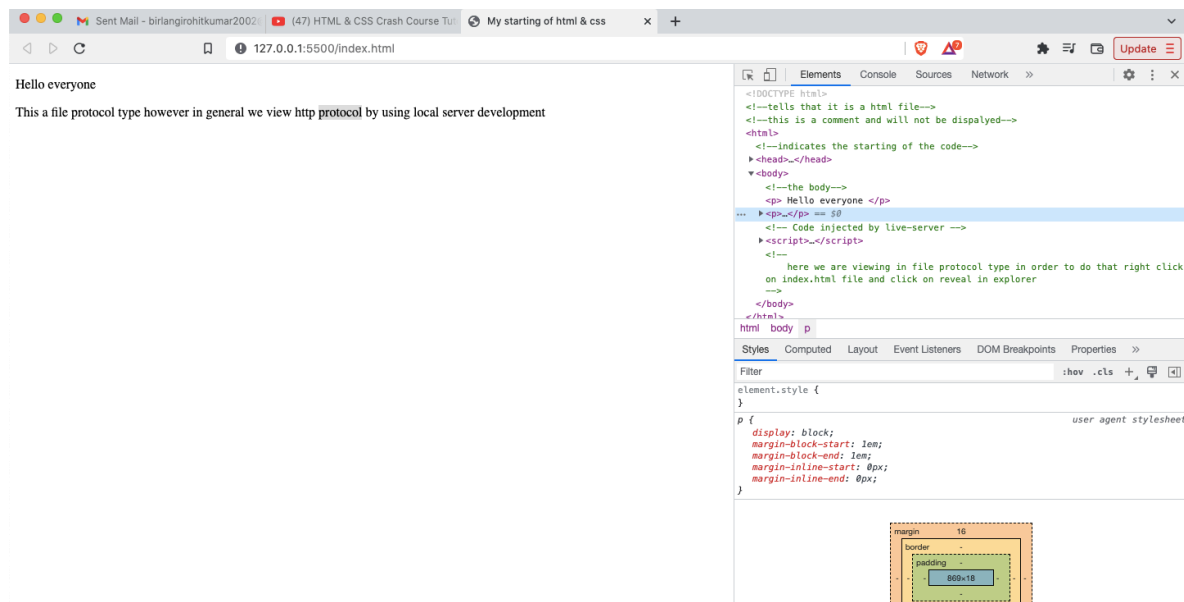 Sent Mail - birlangirohitkumar2002
(47) HTML & CSS Crash Course Tut
My starting of html & css
127.0.0.1:5500/index.html
Update
Hello everyone
This a file protocol type however in general we view http protocol by using local server development
Elements Console Sources Network »
<!DOCTYPE html>
<!--tells that it is a html file-->
<!--this is a comment and will not be dispalyed-->
<html>
<!--indicates the starting of the code-->
<head>…</head>
<body>
<!--the body-->
<p> Hello everyone </p>
<p>…</p> == $0
<!-- Code injected by live-server -->
<script>…</script>
<!--
here we are viewing in file protocol type in order to do that right click
on index.html file and click on reveal in explorer
-->
</body>
</html>
html body p
Styles Computed Layout Event Listeners DOM Breakpoints Properties »
Filter :hov .cls +
element.style {
}
p { user agent stylesheet
display: block;
margin-block-start: 1em;
margin-block-end: 1em;
margin-inline-start: 0px;
margin-inline-end: 0px;
}
margin 16
border -
padding -
- - - 869×18 - - -
-